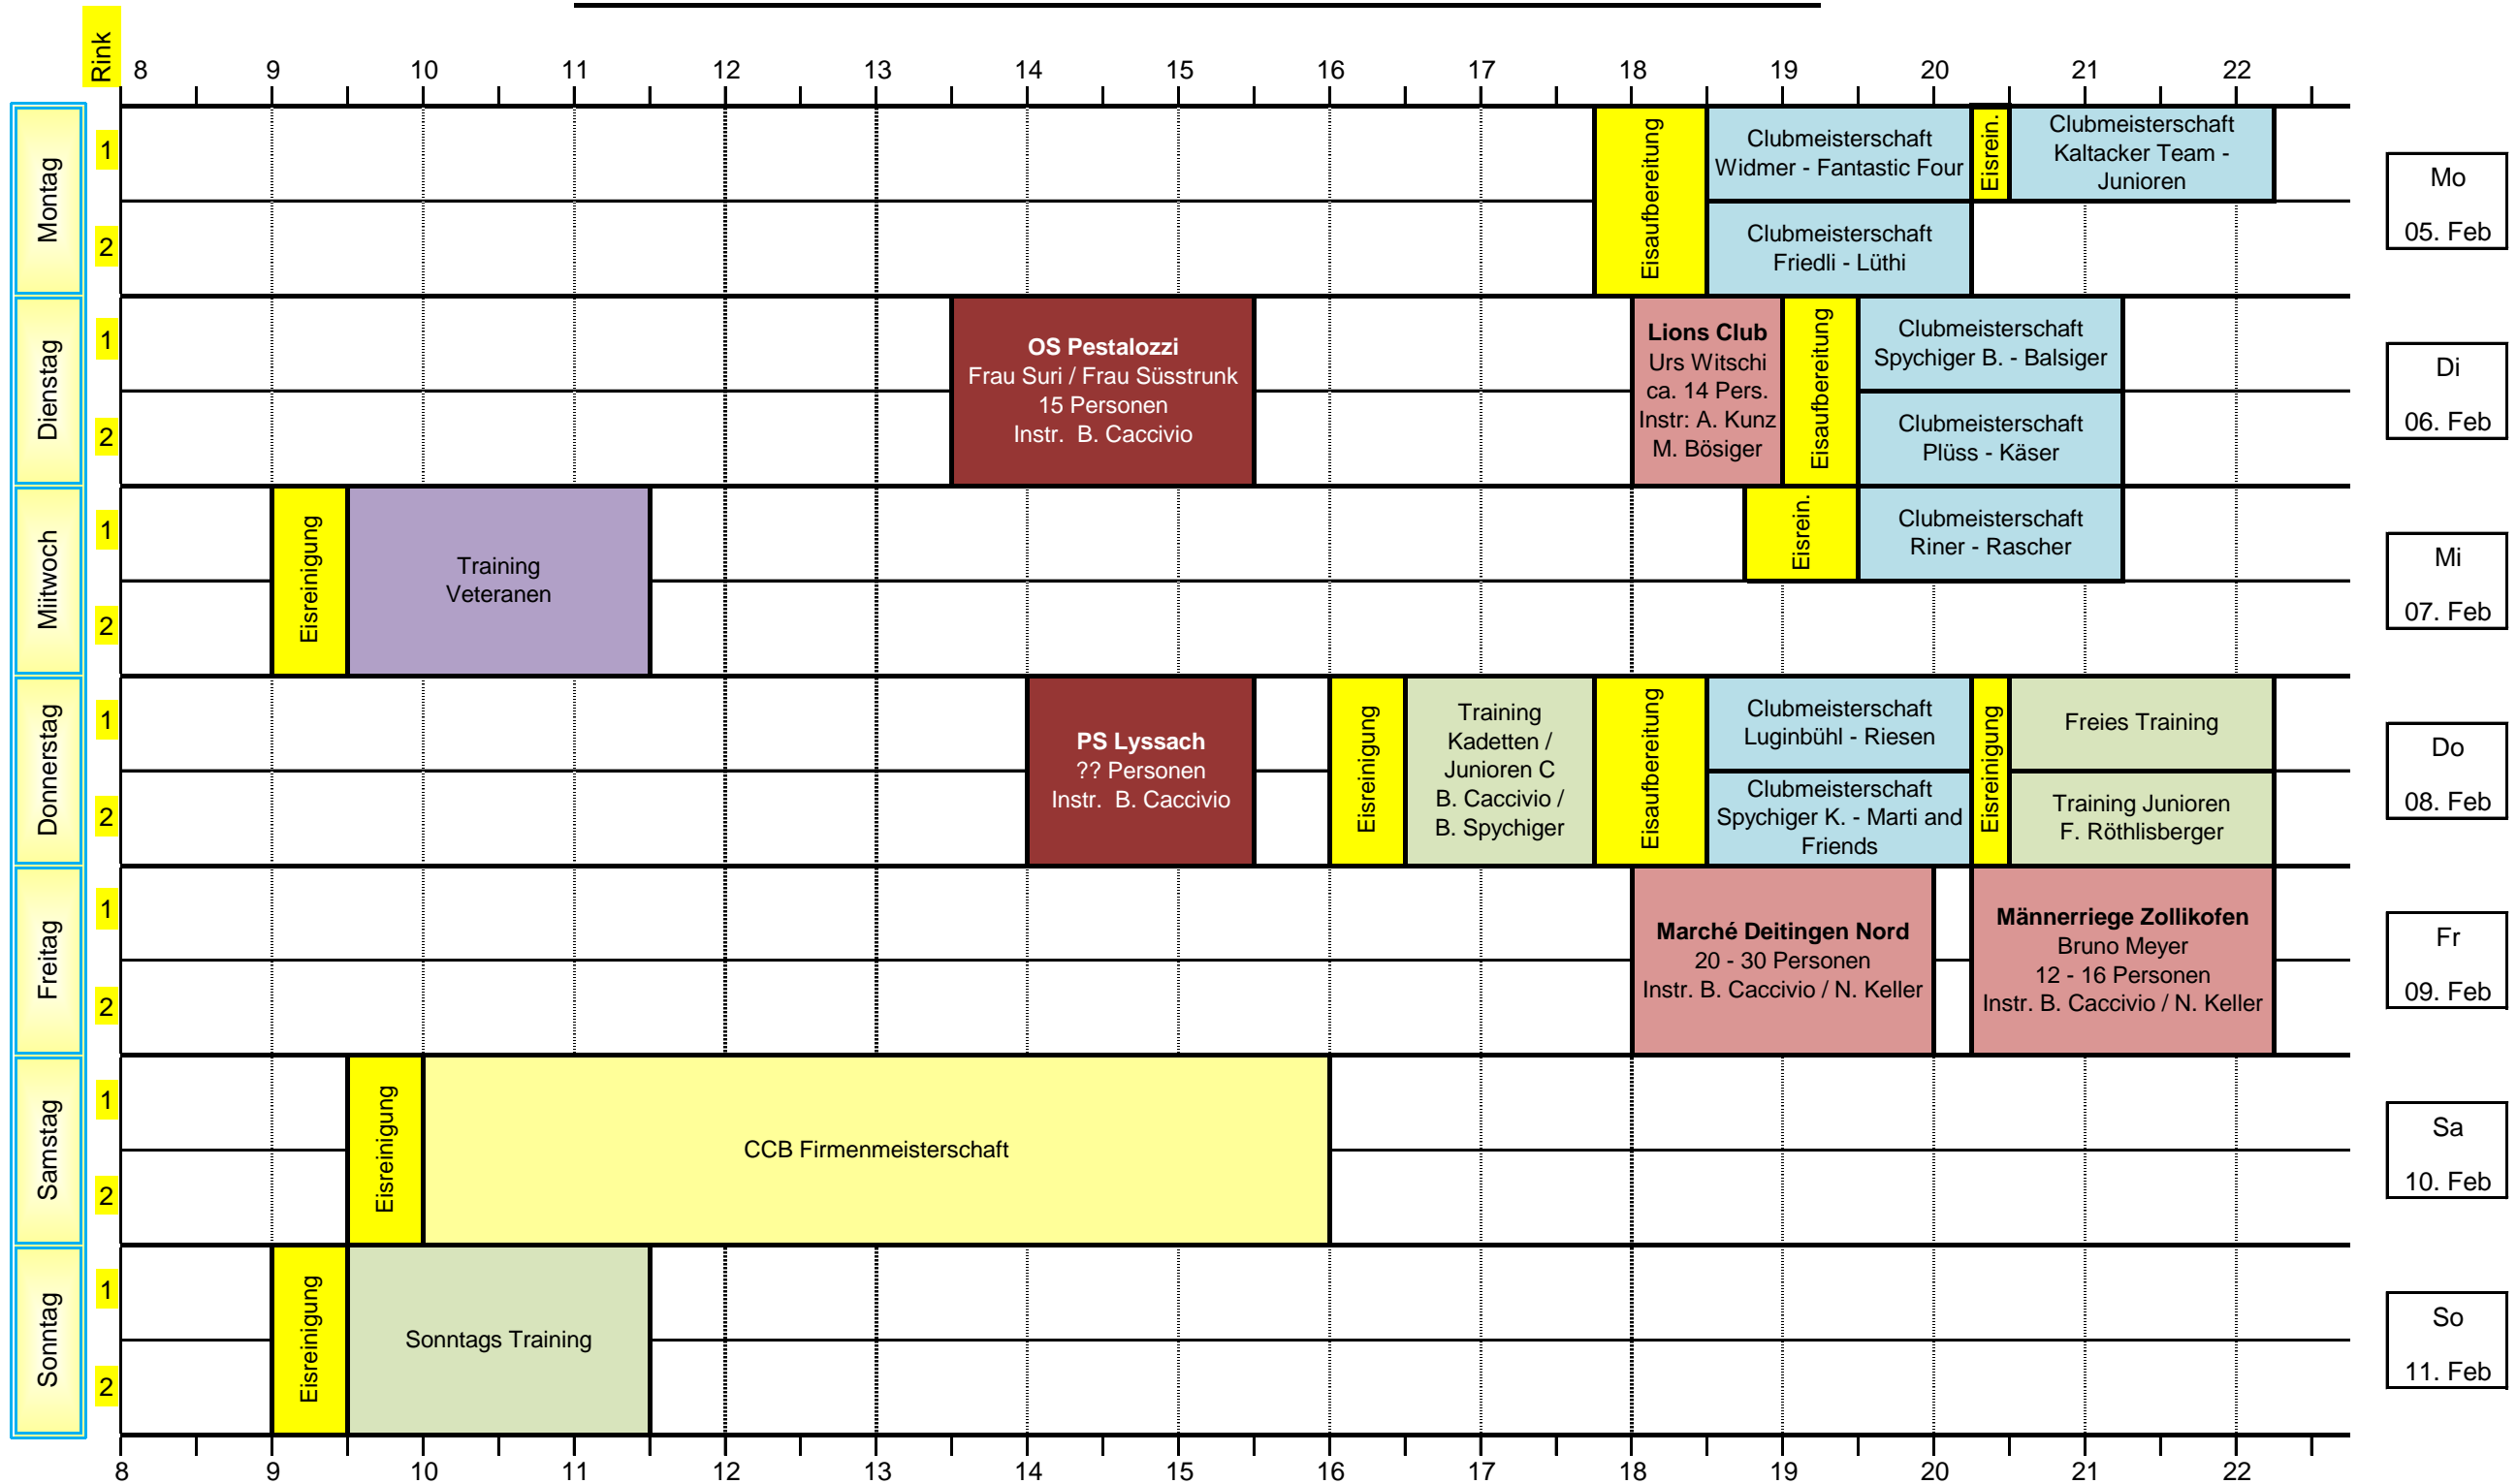 Rink
8 9 10 11 12 13 14 15 16 17 18 19 20 21 22
Montag
1
2
Eisaufbereitung
Clubmeisterschaft
Widmer - Fantastic Four
Clubmeisterschaft
Friedli - Lüthi
Eisrein.
Clubmeisterschaft
Kaltacker Team -
Junioren
Mo
05. Feb
Dienstag
1
2
OS Pestalozzi
Frau Suri / Frau Süsstrunk
15 Personen
Instr. B. Caccivio
Lions Club
Urs Witschi
ca. 14 Pers.
Instr: A. Kunz
M. Bösiger
Eisaufbereitung
Clubmeisterschaft
Spychiger B. - Balsiger
Clubmeisterschaft
Plüss - Käser
Di
06. Feb
Miitwoch
1
2
Eisreinigung
Training
Veteranen
Eisrein.
Clubmeisterschaft
Riner - Rascher
Mi
07. Feb
Donnerstag
1
2
PS Lyssach
?? Personen
Instr. B. Caccivio
Eisreinigung
Training
Kadetten /
Junioren C
B. Caccivio /
B. Spychiger
Eisaufbereitung
Clubmeisterschaft
Luginbühl - Riesen
Clubmeisterschaft
Spychiger K. - Marti and
Friends
Eisreinigung
Freies Training
Training Junioren
F. Röthlisberger
Do
08. Feb
Freitag
1
2
Marché Deitingen Nord
20 - 30 Personen
Instr. B. Caccivio / N. Keller
Männerriege Zollikofen
Bruno Meyer
12 - 16 Personen
Instr. B. Caccivio / N. Keller
Fr
09. Feb
Samstag
1
2
Eisreinigung
CCB Firmenmeisterschaft
Sa
10. Feb
Sonntag
1
2
Eisreinigung
Sonntags Training
So
11. Feb
8 9 10 11 12 13 14 15 16 17 18 19 20 21 22